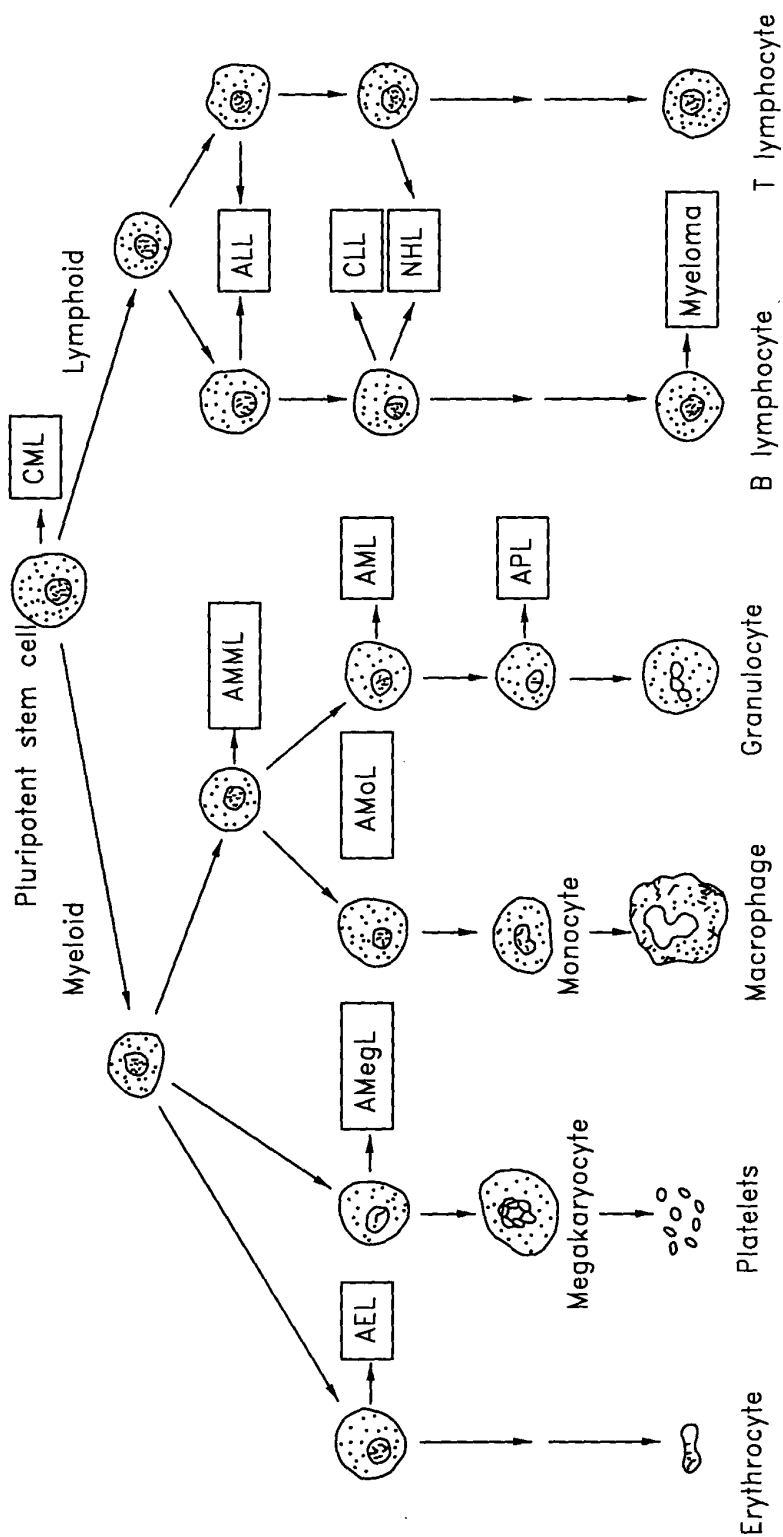 Pluripotent stem cell
CML
Myeloid
Lymphoid
AMML
ALL
AEL
AMegL
AMoL
AML
CLL
NHL
Megakaryocyte
Monocyte
APL
Myeloma
Erythrocyte
Platelets
Macrophage
Granulocyte
B lymphocyte
T lymphocyte